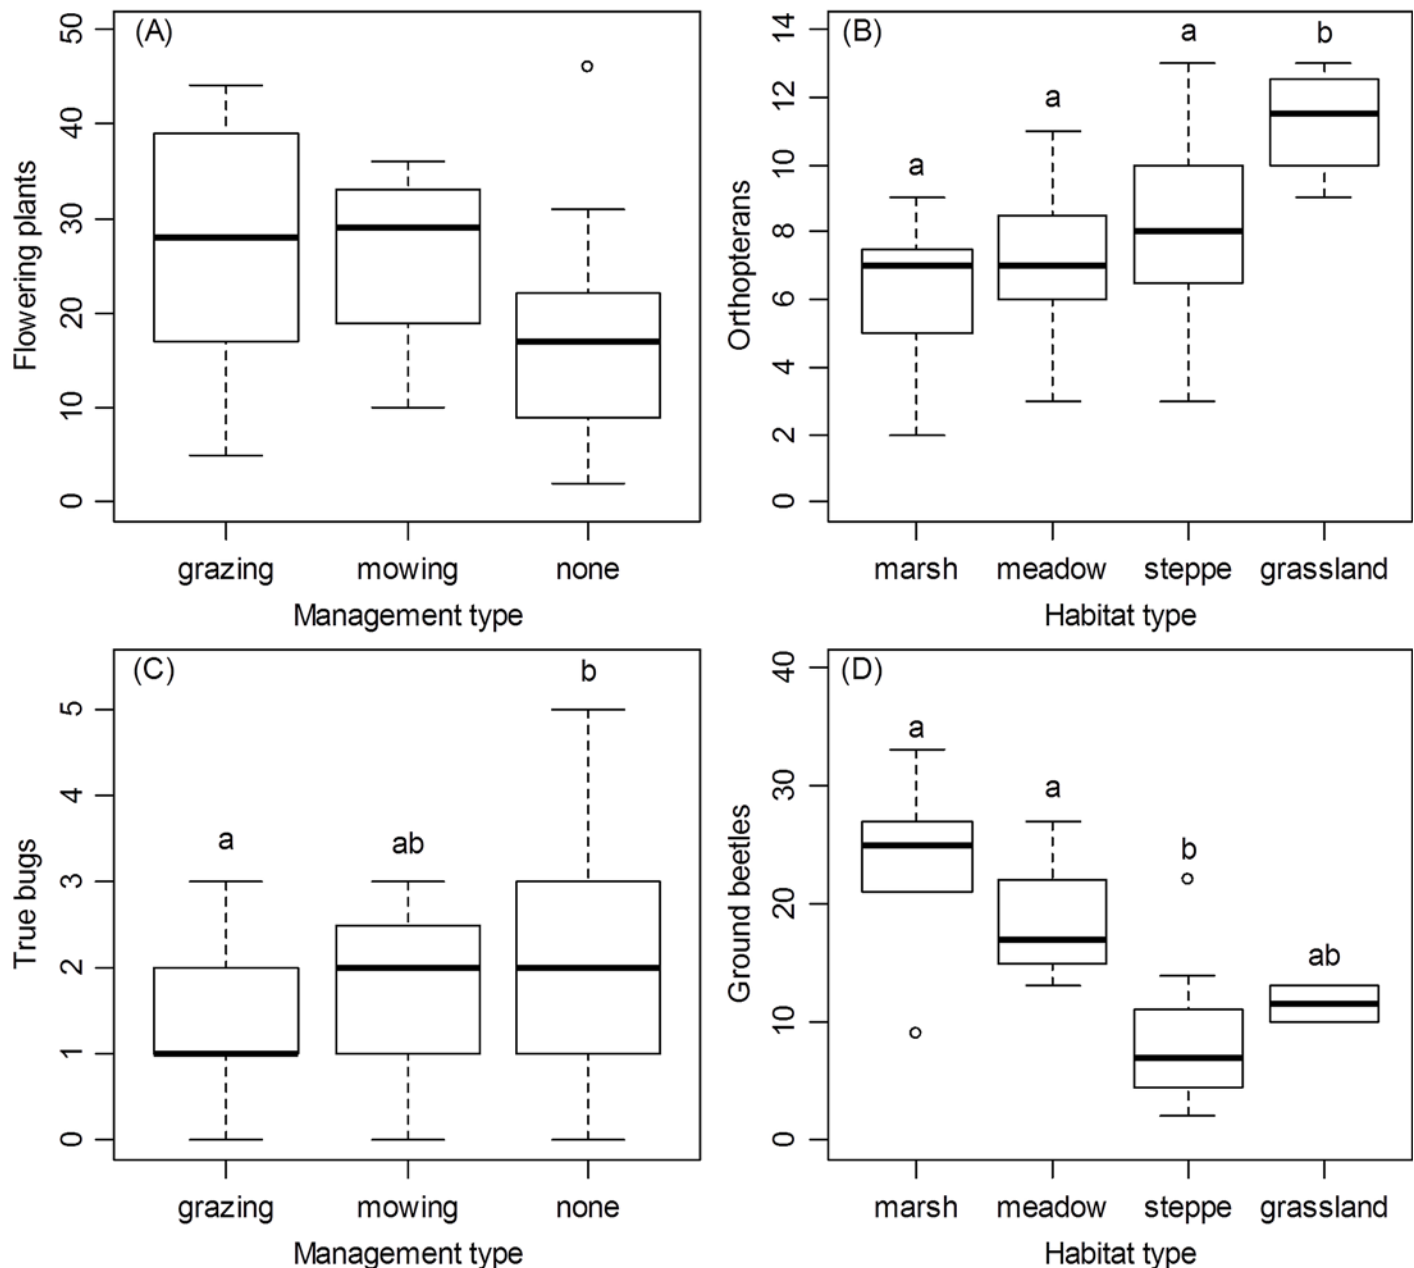 (A)
Flowering plants
50
40
30
20
10
0
grazing mowing none
Management type
(B)
Orthopterans
14
12
10
8
6
4
2
0
a a a b
marsh meadow steppe grassland
Habitat type
(C)
True bugs
5
4
3
2
1
0
a ab b
grazing mowing none
Management type
(D)
Ground beetles
40
30
20
10
0
a a b ab
marsh meadow steppe grassland
Habitat type